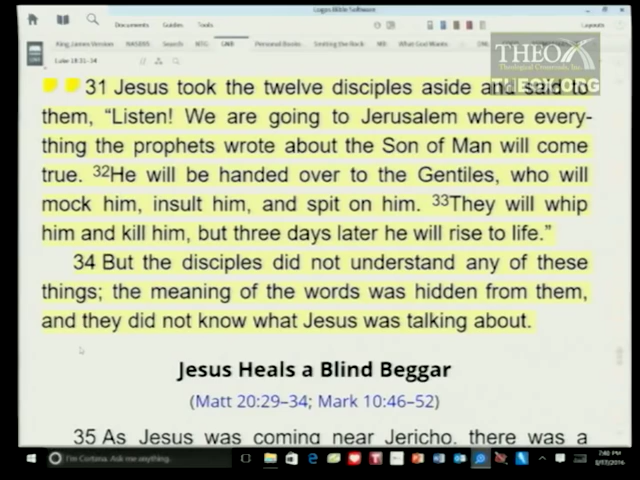 Logos Bible Software
Documents Guides Tools
Layouts
King James Version NASB95 Search GNB Personal Books Smiting the Rock What God Wants
Luke 18:31–34
THEOX
THEOX.ORG
31 Jesus took the twelve disciples aside and said to
them, “Listen! We are going to Jerusalem where every-
thing the prophets wrote about the Son of Man will come
true. 32He will be handed over to the Gentiles, who will
mock him, insult him, and spit on him. 33They will whip
him and kill him, but three days later he will rise to life.”
34 But the disciples did not understand any of these
things; the meaning of the words was hidden from them,
and they did not know what Jesus was talking about.
Jesus Heals a Blind Beggar
(Matt 20:29–34; Mark 10:46–52)
35 As Jesus was coming near Jericho, there was a
I'm Cortana. Ask me anything.